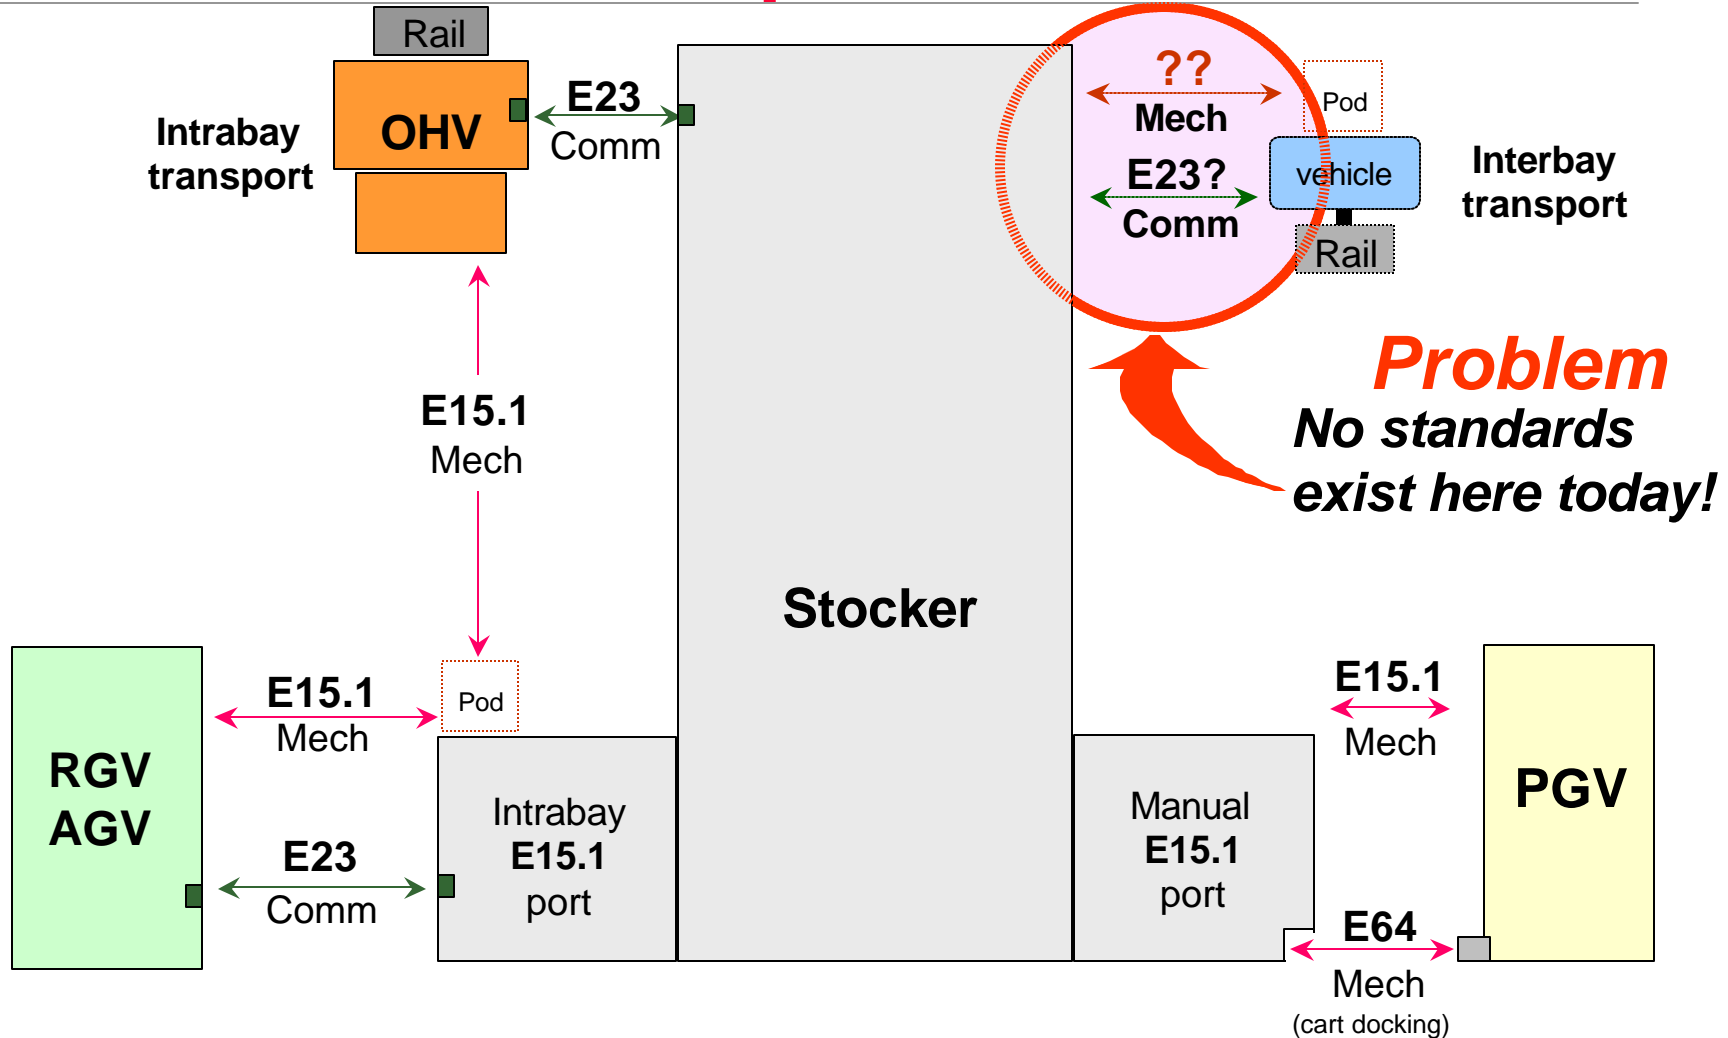 Rail
OHV
Intrabay
transport
E23
Comm
??
Mech
E23?
Comm
Pod
vehicle
Rail
Interbay
transport
Problem
No standards
exist here today!
E15.1
Mech
Stocker
RGV
AGV
E15.1
Mech
Pod
E23
Comm
Intrabay
E15.1
port
Manual
E15.1
port
E15.1
Mech
PGV
E64
Mech
(cart docking)